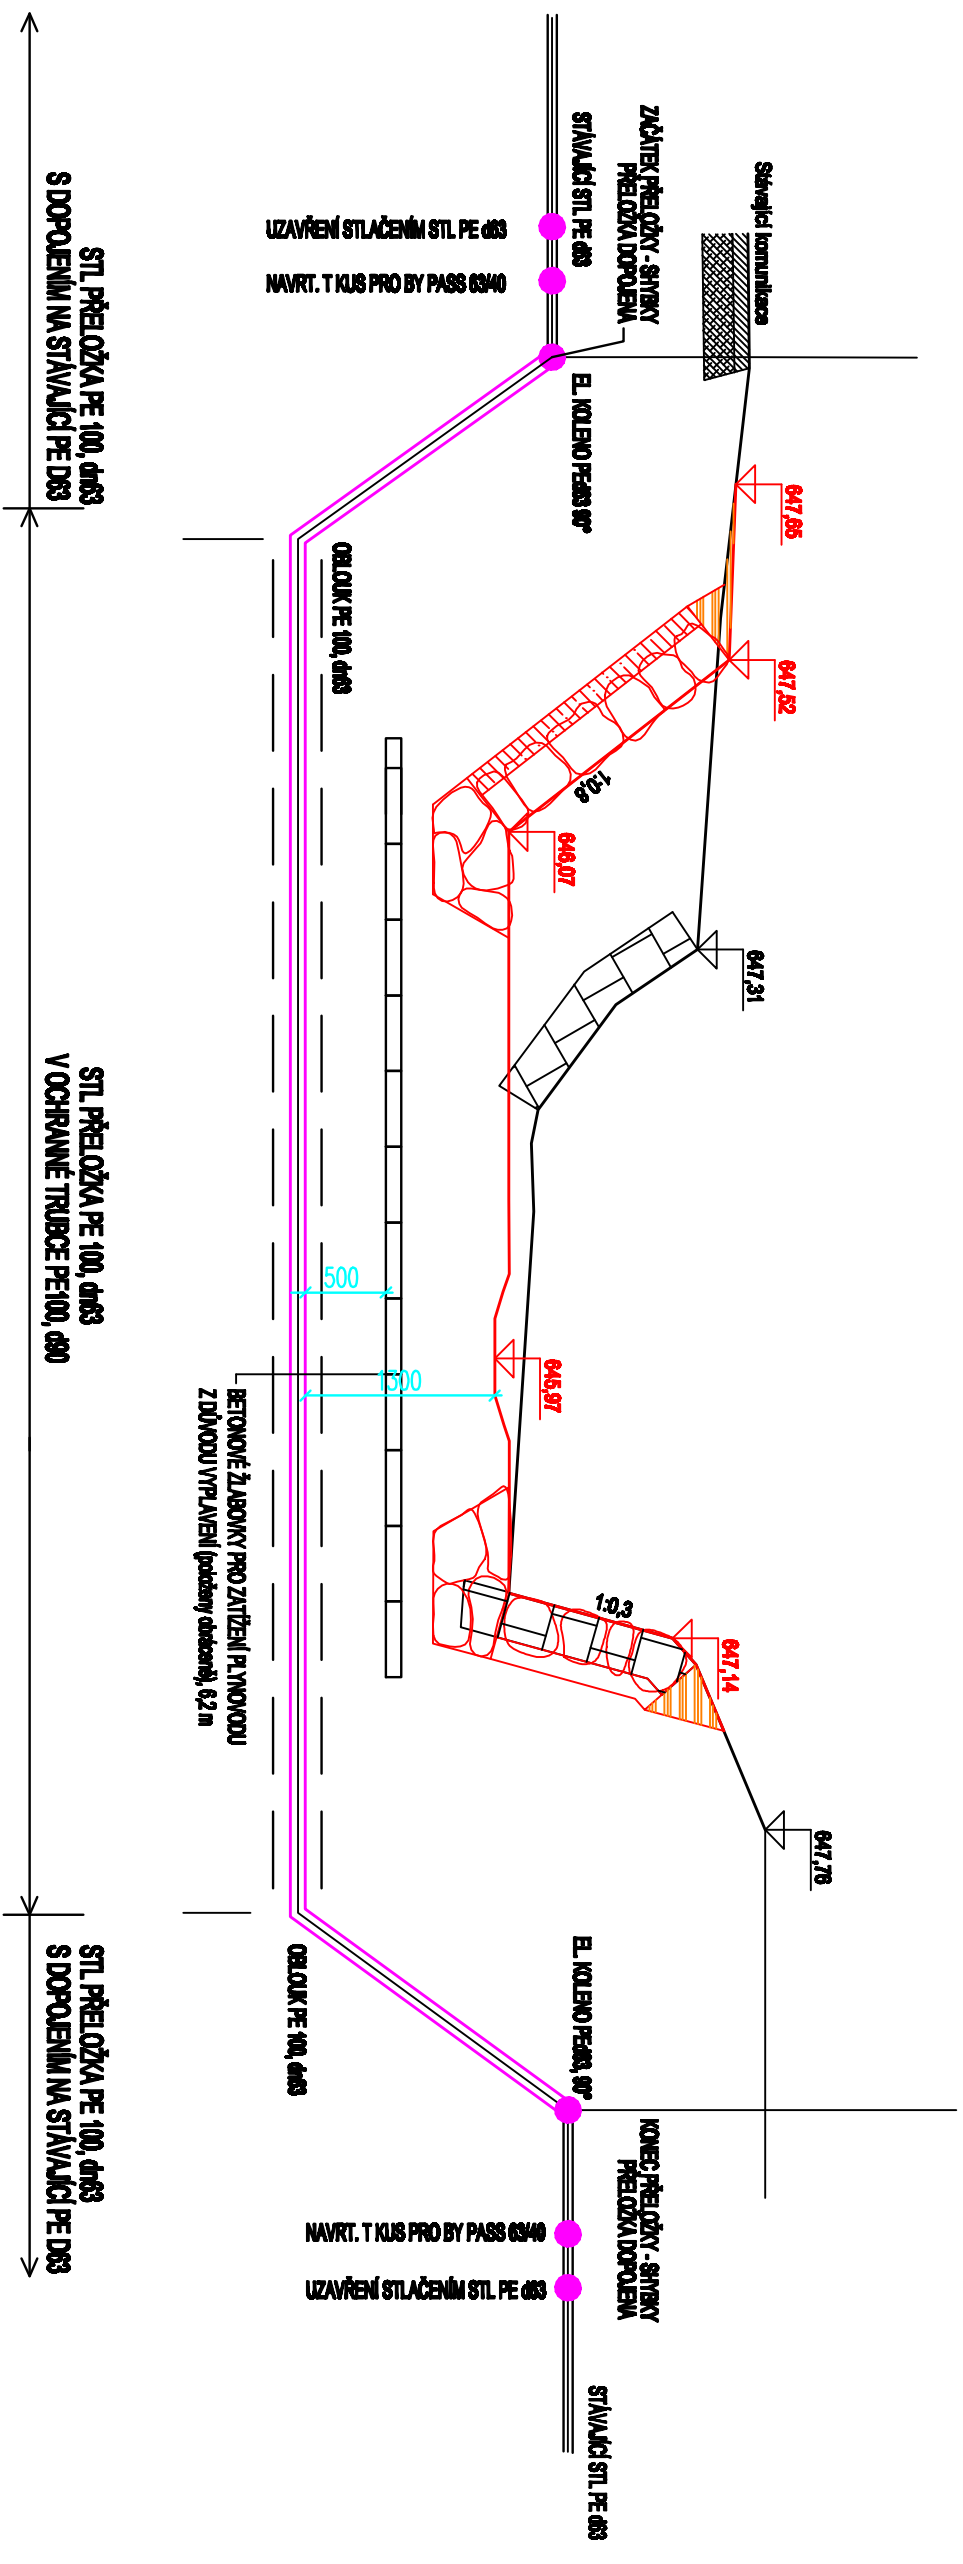 Stávající komunikace
ZAČÁTEK PŘELOŽKY - SHYBKY
PŘELOŽKA DOPOJENA
STÁVAJÍCÍ STL PE d63
UZAVŘENÍ STLAČENÍM STL PE d63
NAVRT. T KUS PRO BY PASS 63/40
EL. KOLENO PEd63 90°
OBLOUK PE 100, dn63
647,65
647,52
1:0,8
646,07
647,31
500
1300
645,97
BETONOVÉ ŽLABOVKY PRO ZATÍŽENÍ PLYNOVODU
Z DŮVODU VYPLAVENÍ (položeny obráceně), 6,2 m
1:0,3
647,14
647,76
OBLOUK PE 100, dn63
EL. KOLENO PEd63, 90°
KONEC PŘELOŽKY - SHYBKY
PŘELOŽKA DOPOJENA
NAVRT. T KUS PRO BY PASS 63/40
UZAVŘENÍ STLAČENÍM STL PE d63
STÁVAJÍCÍ STL PE d63
STL PŘELOŽKA PE 100, dn63
S DOPOJENÍM NA STÁVAJÍCÍ PE D63
STL PŘELOŽKA PE 100, dn63
V OCHRANNÉ TRUBCE PE100, d90
STL PŘELOŽKA PE 100, dn63
S DOPOJENÍM NA STÁVAJÍCÍ PE D63